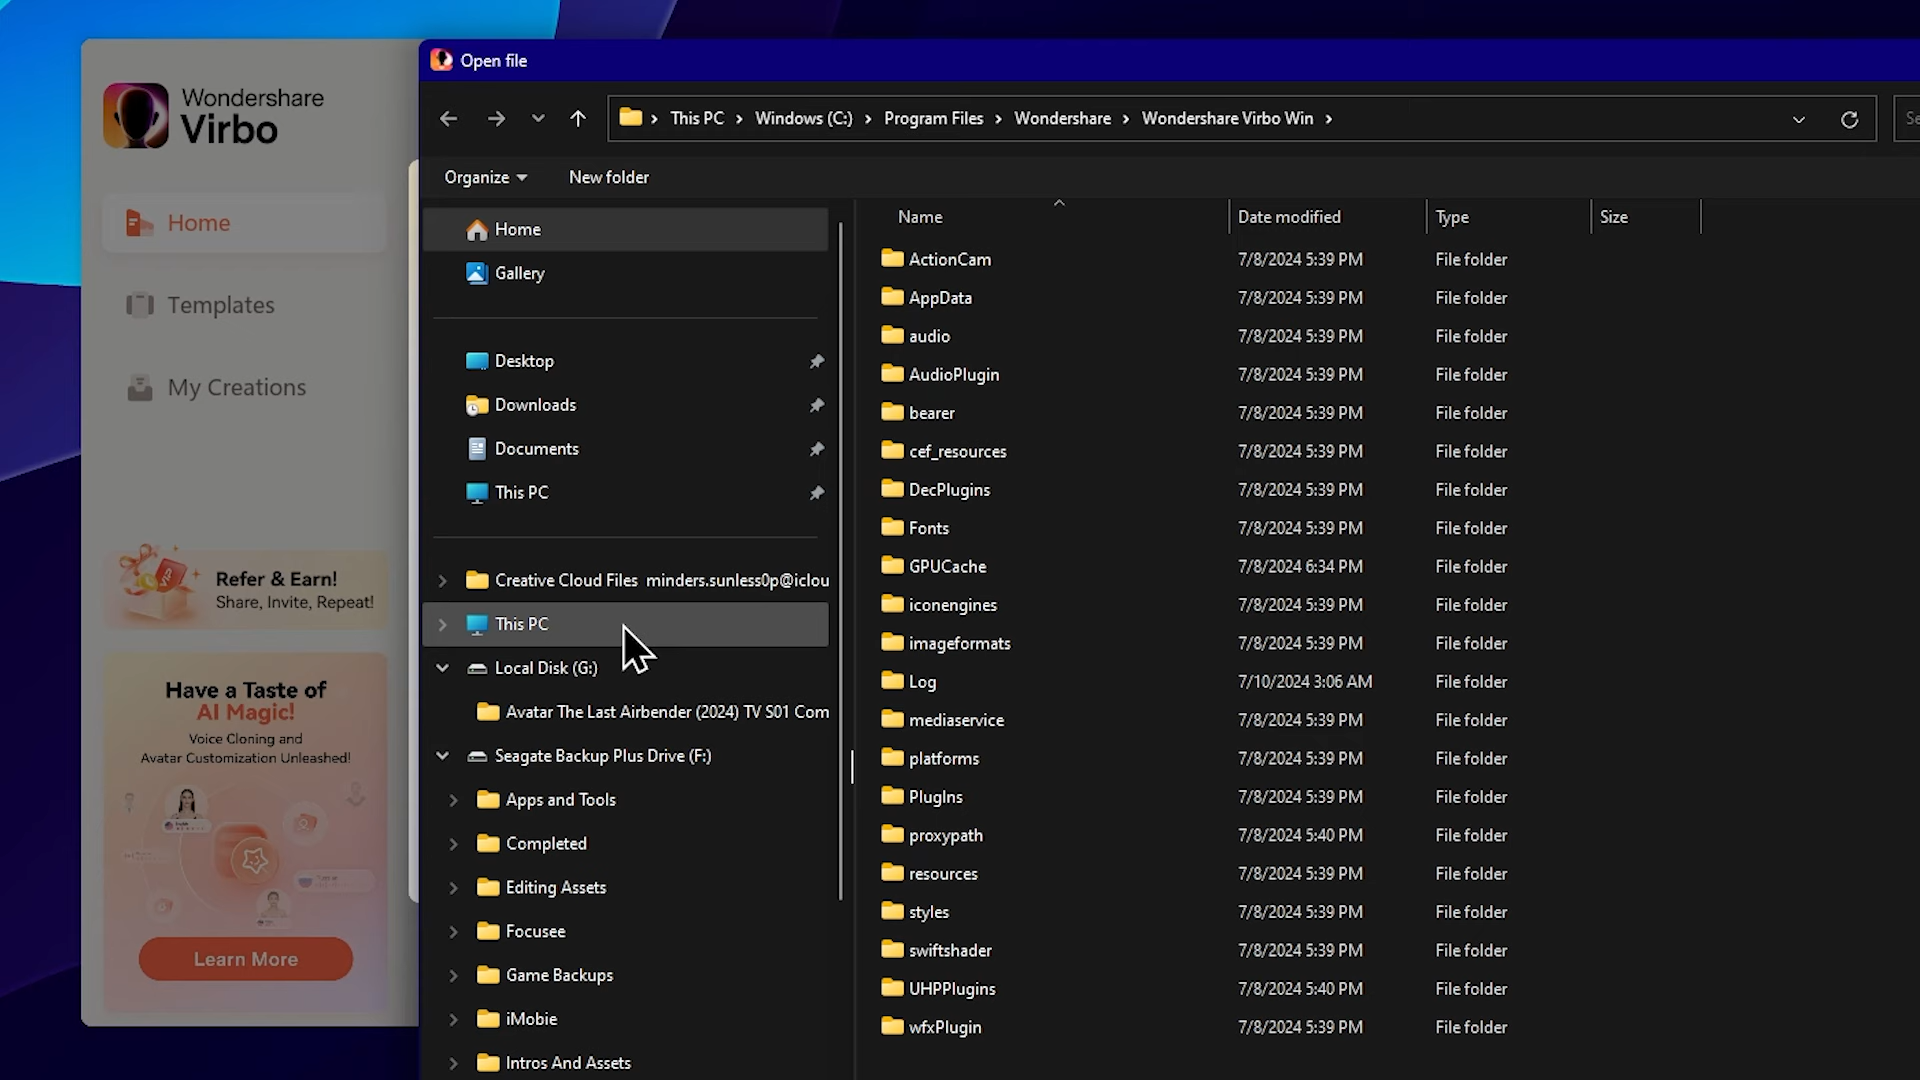 Wondershare
Virbo
Home
Templates
My Creations
Refer & Earn!
Share, Invite, Repeat!
Have a Taste of
AI Magic!
Voice Cloning and
Avatar Customization Unleashed!
Learn More
Open file
This PC
Windows (C:)
Program Files
Wondershare
Wondershare Virbo Win
Se
Organize
New folder
Home
Gallery
Desktop
Downloads
Documents
This PC
Creative Cloud Files minders.sunless0p@iclou
This PC
Local Disk (G:)
Avatar The Last Airbender (2024) TV S01 Com
Seagate Backup Plus Drive (F:)
Apps and Tools
Completed
Editing Assets
Focusee
Game Backups
iMobie
Intros And Assets
Name Date modified Type Size
ActionCam 7/8/2024 5:39 PM File folder
AppData 7/8/2024 5:39 PM File folder
audio 7/8/2024 5:39 PM File folder
AudioPlugin 7/8/2024 5:39 PM File folder
bearer 7/8/2024 5:39 PM File folder
cef_resources 7/8/2024 5:39 PM File folder
DecPlugins 7/8/2024 5:39 PM File folder
Fonts 7/8/2024 5:39 PM File folder
GPUCache 7/8/2024 6:34 PM File folder
iconengines 7/8/2024 5:39 PM File folder
imageformats 7/8/2024 5:39 PM File folder
Log 7/10/2024 3:06 AM File folder
mediaservice 7/8/2024 5:39 PM File folder
platforms 7/8/2024 5:39 PM File folder
PlugIns 7/8/2024 5:39 PM File folder
proxypath 7/8/2024 5:40 PM File folder
resources 7/8/2024 5:39 PM File folder
styles 7/8/2024 5:39 PM File folder
swiftshader 7/8/2024 5:39 PM File folder
UHPPlugins 7/8/2024 5:40 PM File folder
wfxPlugin 7/8/2024 5:39 PM File folder